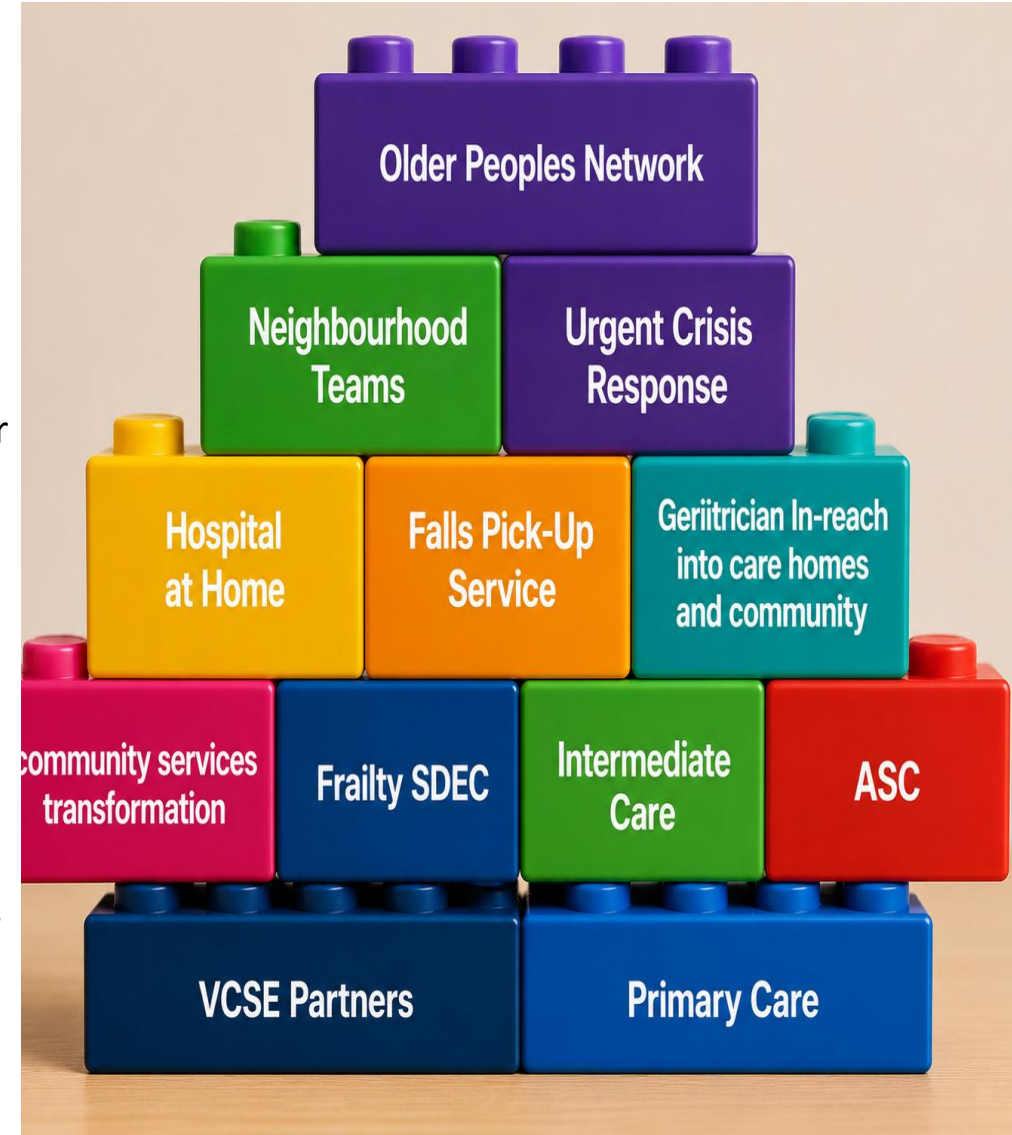 Older Peoples Network
Neighbourhood
Teams
Urgent Crisis
Response
Hospital
at Home
Falls Pick-Up
Service
Geriitrician In-reach
into care homes
and community
community services
transformation
Frailty SDEC
Intermediate
Care
ASC
VCSE Partners
Primary Care